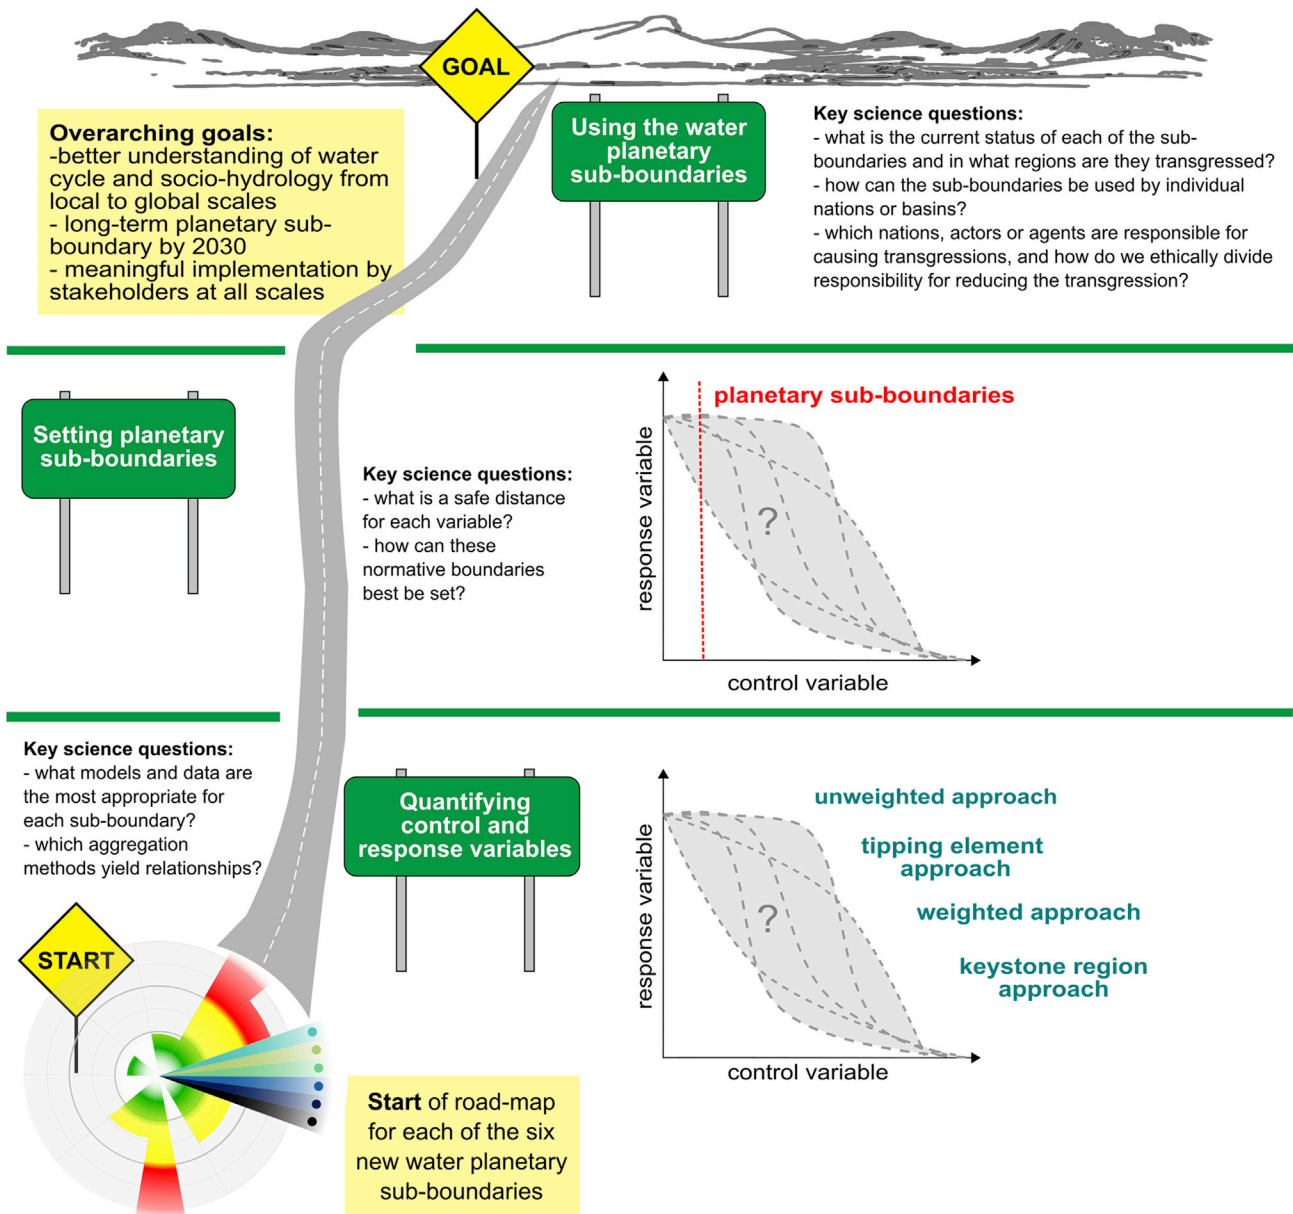 GOAL
Overarching goals:
-better understanding of water
cycle and socio-hydrology from
local to global scales
- long-term planetary sub-
boundary by 2030
- meaningful implementation by
stakeholders at all scales
Using the water
planetary
sub-boundaries
Key science questions:
- what is the current status of each of the sub-
boundaries and in what regions are they transgressed?
- how can the sub-boundaries be used by individual
nations or basins?
- which nations, actors or agents are responsible for
causing transgressions, and how do we ethically divide
responsibility for reducing the transgression?
Setting planetary
sub-boundaries
Key science questions:
- what is a safe distance
for each variable?
- how can these
normative boundaries
best be set?
planetary sub-boundaries
response variable
?
control variable
Key science questions:
- what models and data are
the most appropriate for
each sub-boundary?
- which aggregation
methods yield relationships?
Quantifying
control and
response variables
unweighted approach
tipping element
approach
weighted approach
keystone region
approach
response variable
?
control variable
START
Start of road-map
for each of the six
new water planetary
sub-boundaries